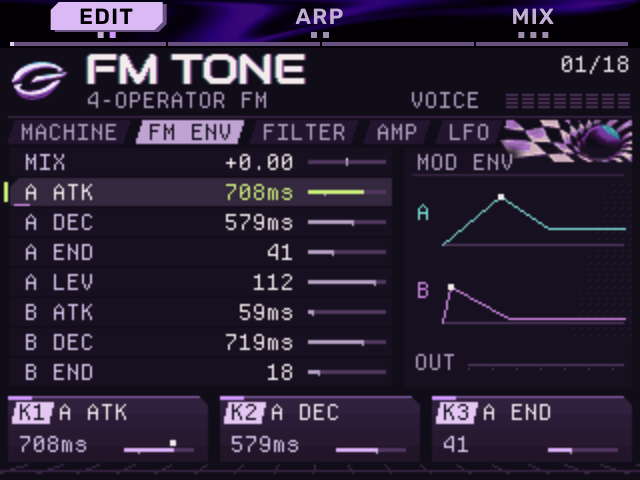 EDIT ARP MIX
FM TONE 01/18
4-OPERATOR FM VOICE
MACHINE FM ENV FILTER AMP LFO
MIX +0.00 MOD ENV
A ATK 708ms
A DEC 579ms A
A END 41
A LEV 112
B ATK 59ms B
B DEC 719ms
B END 18 OUT
K1 A ATK K2 A DEC K3 A END
708ms 579ms 41